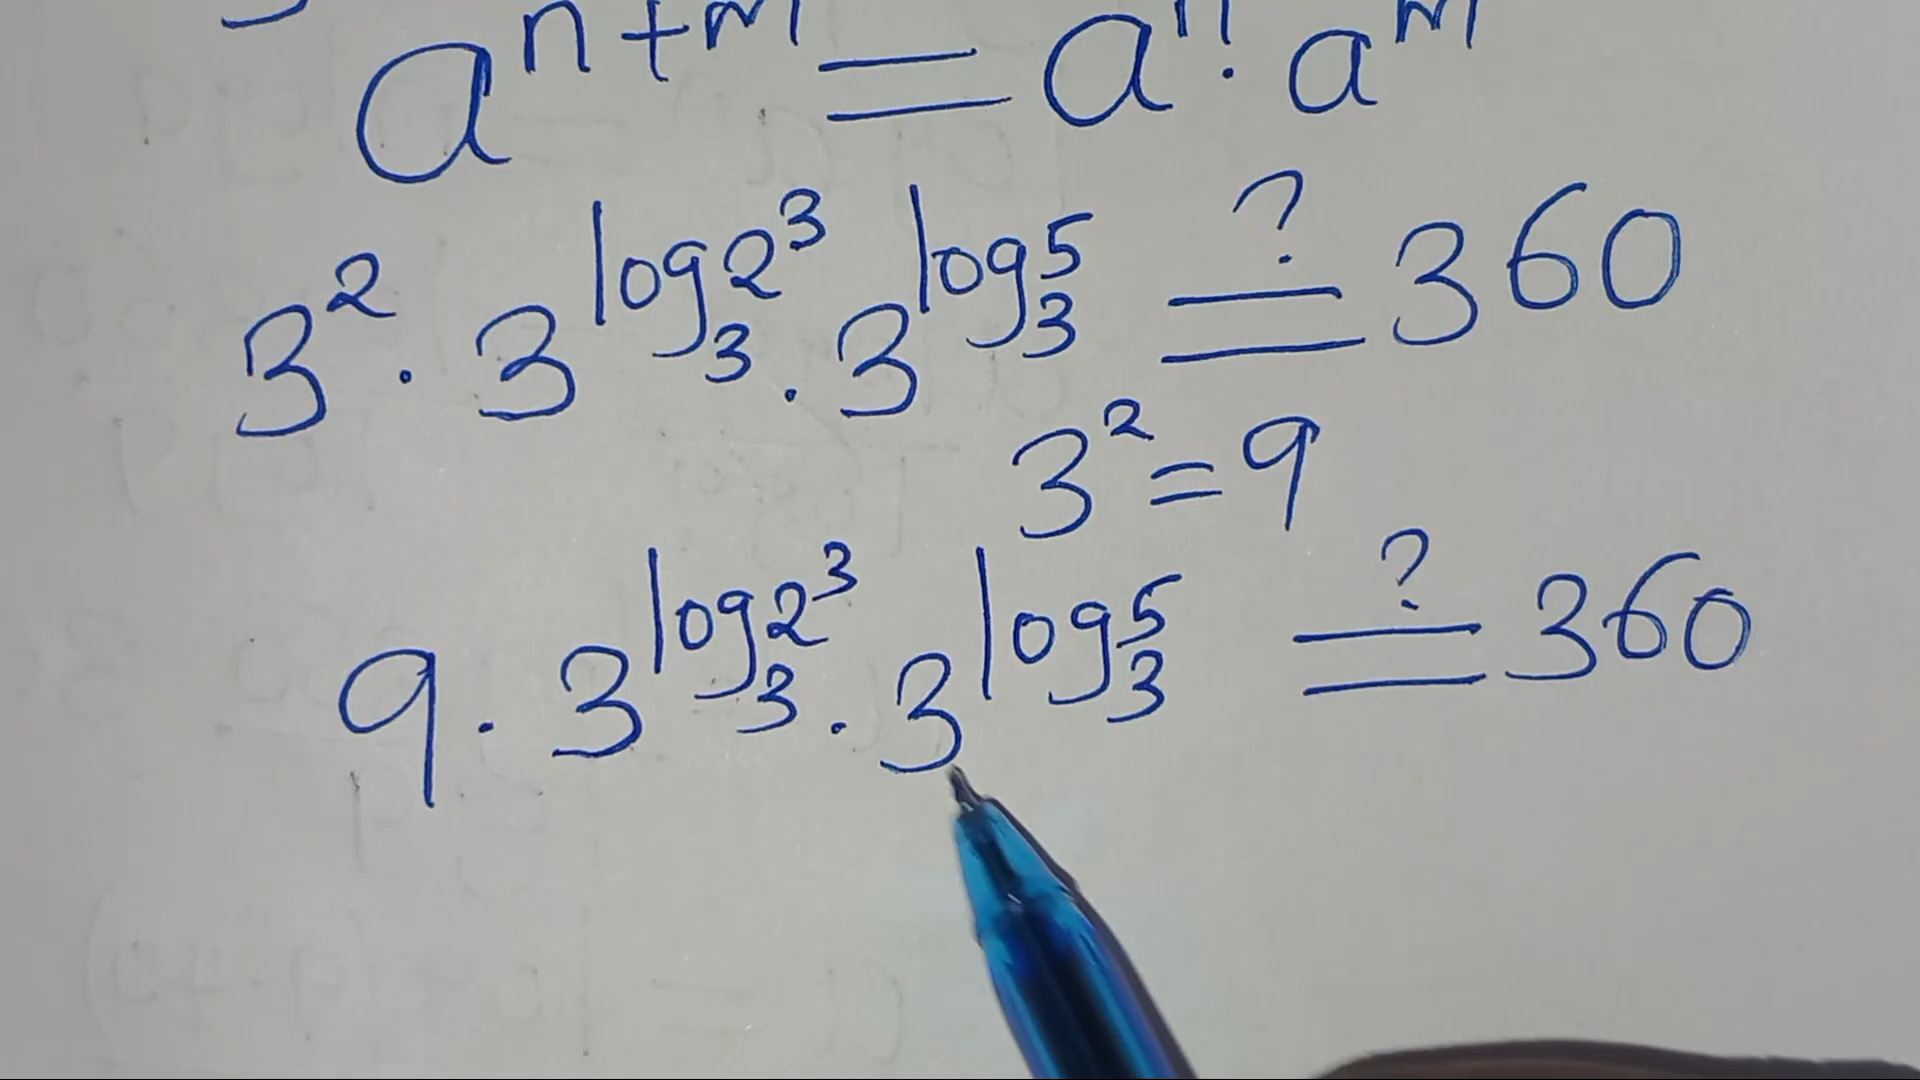 a^{n+m} = a^n · a^m
3^2 · 3^{log_3 2^3} · 3^{log_3 5} ?= 360
3^2 = 9
9 · 3^{log_3 2^3} · 3^{log_3 5} ?= 360